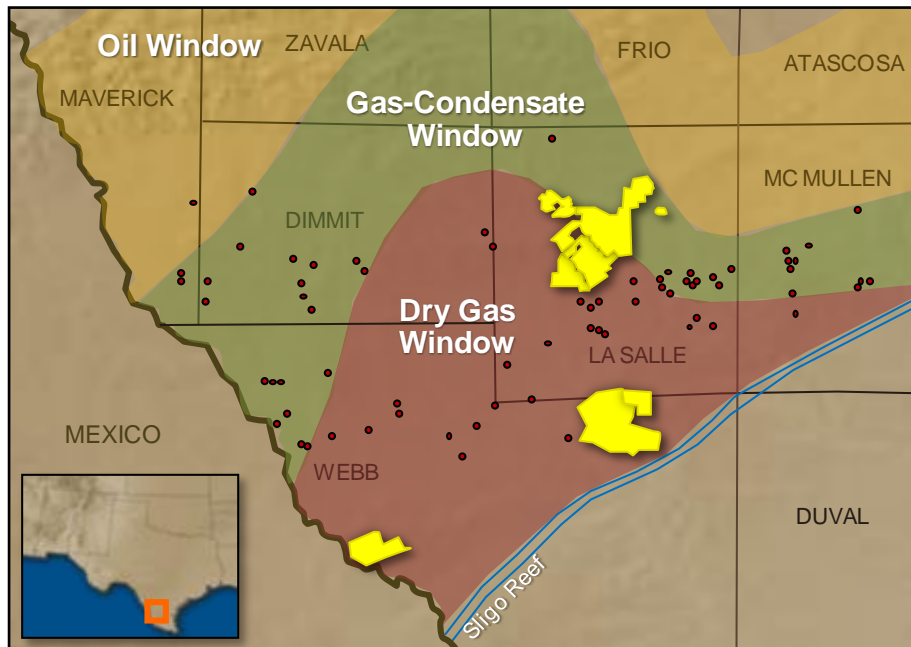 Oil Window
ZAVALA
FRIO
ATASCOSA
MAVERICK
Gas-Condensate
Window
MC MULLEN
DIMMIT
Dry Gas
Window
LA SALLE
MEXICO
WEBB
DUVAL
Sligo Reef